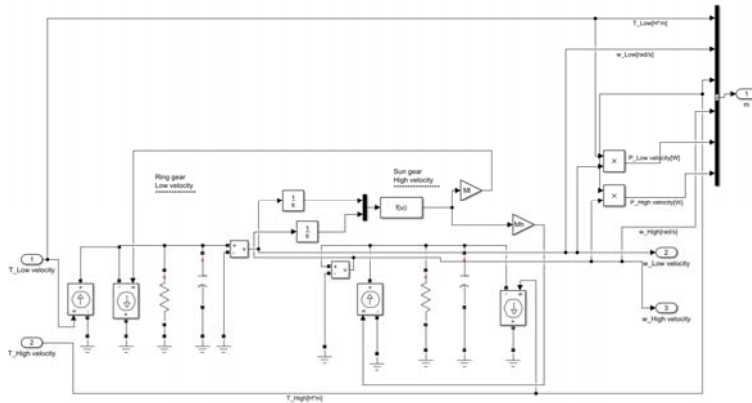 T_Low[H*m]
w_Low[rad/s]
1
m
Ring gear
Low velocity
Sun gear
High velocity
Ml
1
s
f(u)
×
P_Low velocity[W]
×
P_High velocity[W]
1
s
Mh
w_High[rad/s]
1
T_Low velocity
+
-
v
+
-
v
2
w_Low velocity
3
w_High velocity
2
T_High velocity
T_High[H*m]